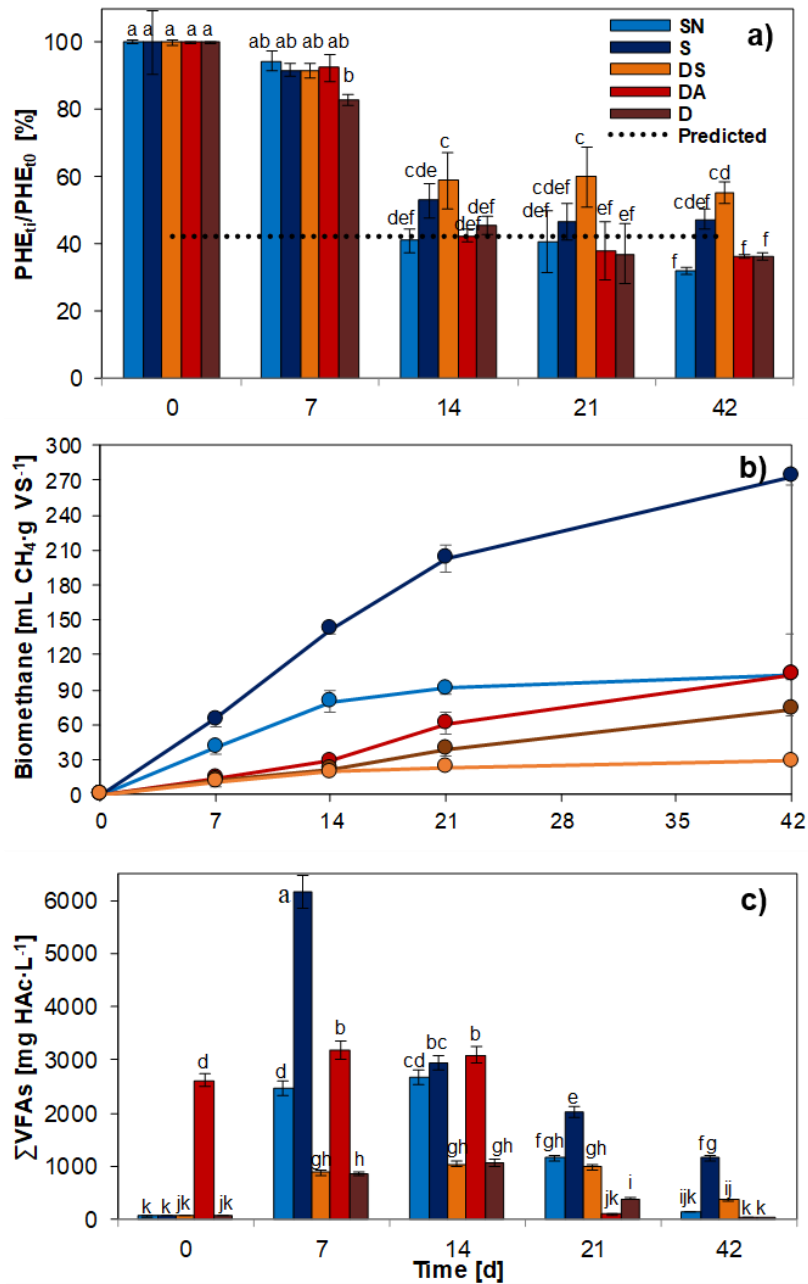 a)
SN
S
DS
DA
D
Predicted
a a a a a
ab ab ab ab b
def cde c def def
def cdef c ef ef
f cdef cd f f
100
80
60
40
20
0
PHEti/PHEt0 [%]
0 7 14 21 42
b)
300
270
240
210
180
150
120
90
60
30
0
Biomethane [mL CH4·g VS-1]
0 7 14 21 28 35 42
c)
6000
5000
4000
3000
2000
1000
0
∑VFAs [mg HAc·L-1]
k k jk d jk
d a gh b h
cd bc gh b gh
fgh e gh jk i
ijk fg ij k k
0 7 14 21 42
Time [d]